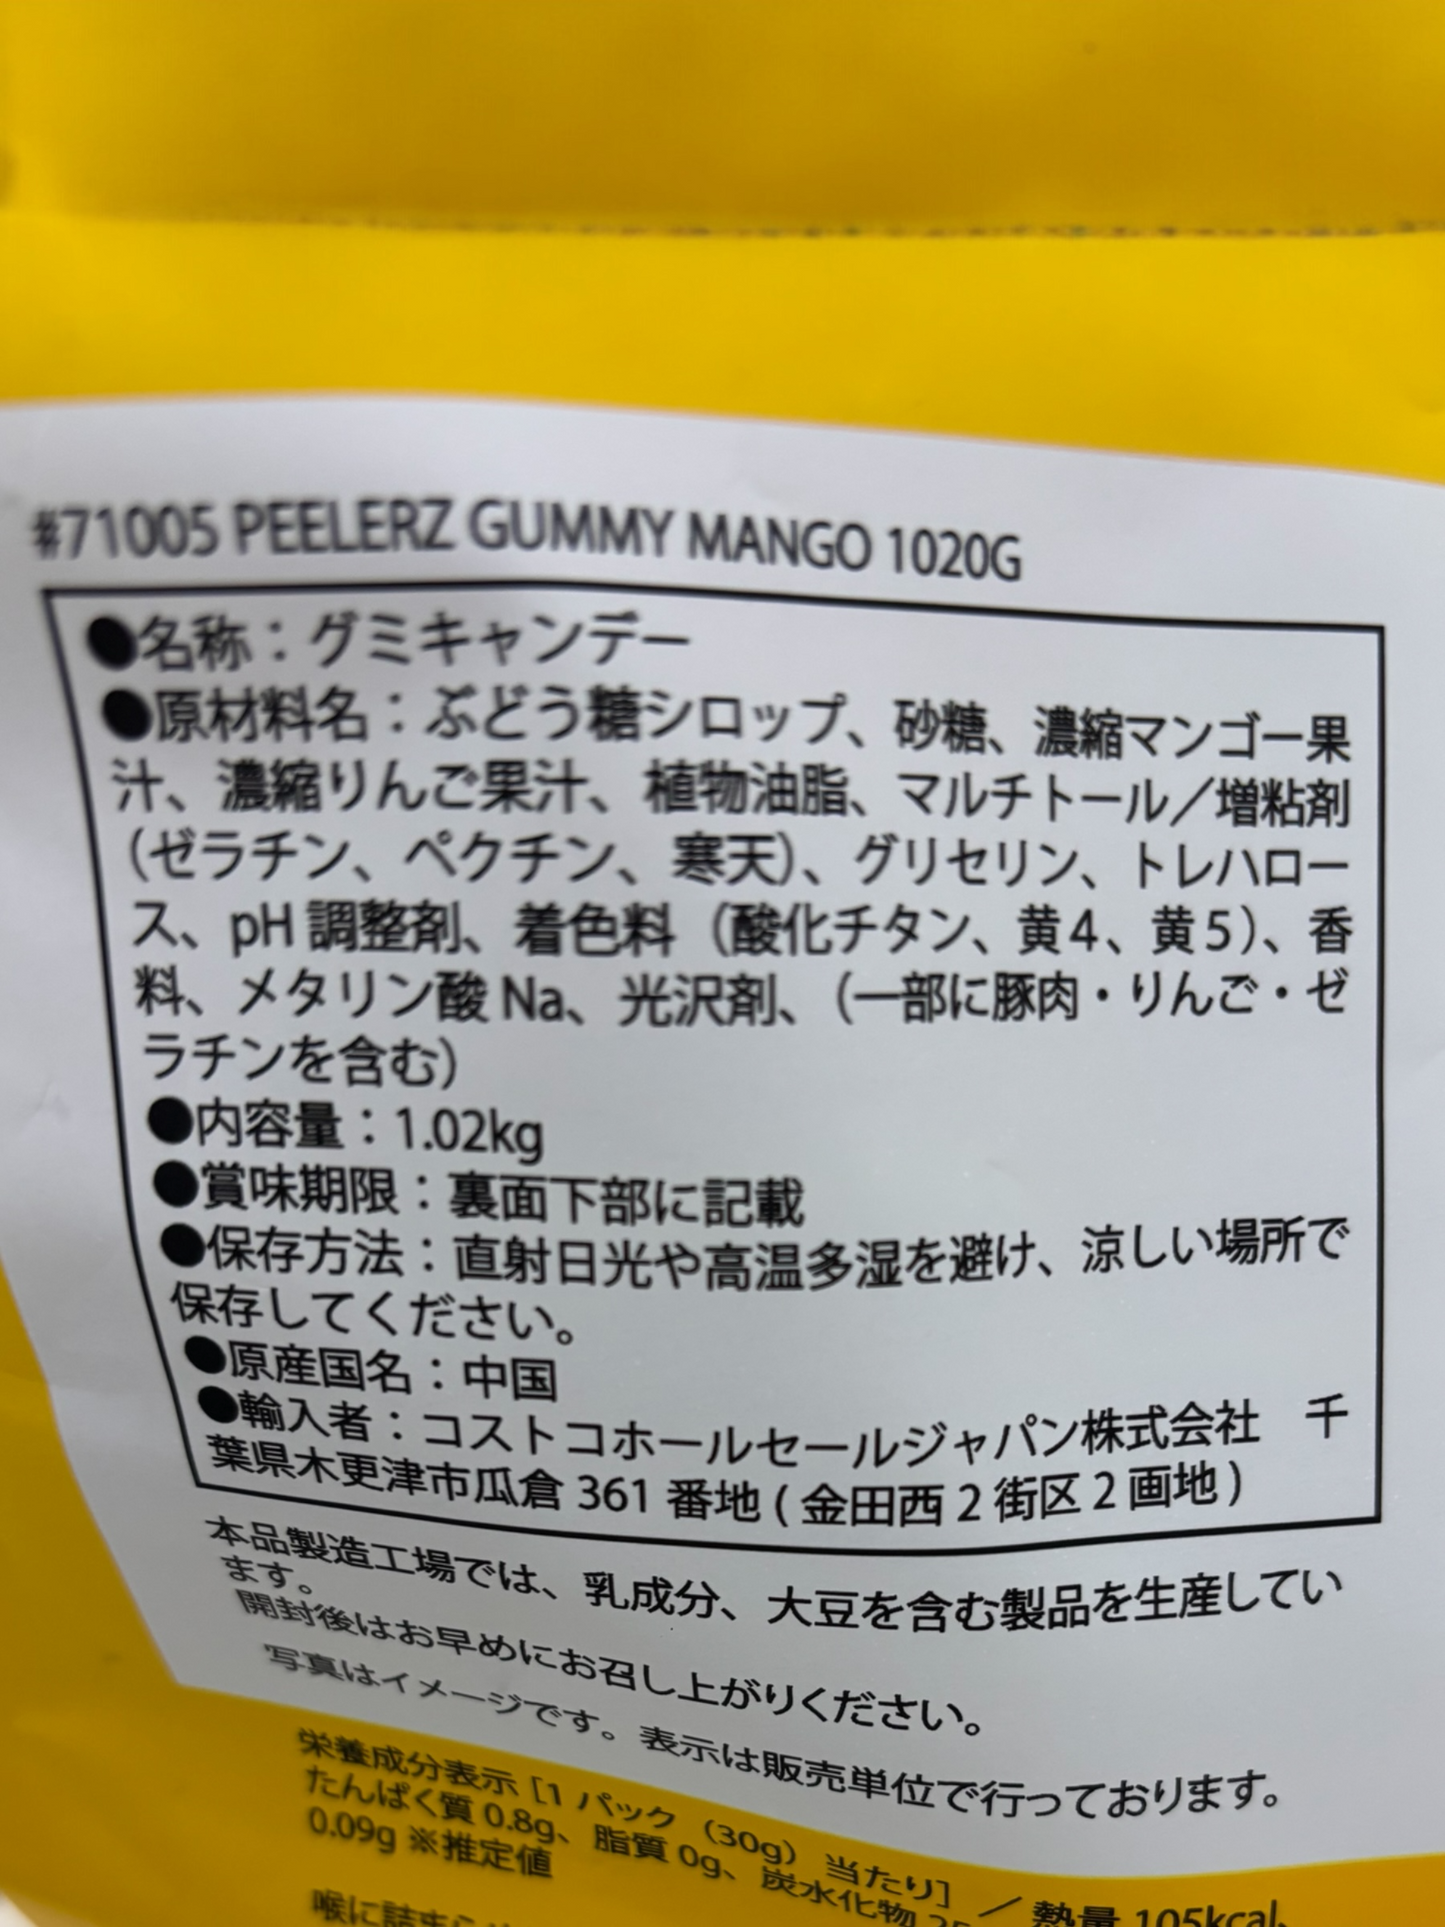 #71005 PEELERZ GUMMY MANGO 1020G
●名称：グミキャンデー
●原材料名：ぶどう糖シロップ、砂糖、濃縮マンゴー果
汁、濃縮りんご果汁、植物油脂、マルチトール／増粘剤
（ゼラチン、ペクチン、寒天）、グリセリン、トレハロー
ス、pH 調整剤、着色料（酸化チタン、黄4、黄5）、香
料、メタリン酸 Na、光沢剤、（一部に豚肉・りんご・ゼ
ラチンを含む）
●内容量：1.02kg
●賞味期限：裏面下部に記載
●保存方法：直射日光や高温多湿を避け、涼しい場所で
保存してください。
●原産国名：中国
●輸入者：コストコホールセールジャパン株式会社　千
葉県木更津市瓜倉 361 番地 ( 金田西 2 街区 2 画地 )
本品製造工場では、乳成分、大豆を含む製品を生産してい
ます。
開封後はお早めにお召し上がりください。
写真はイメージです。表示は販売単位で行っております。
栄養成分表示［1 パック（30g）当たり］／熱量 105kcal、
たんぱく質 0.8g、脂質 0g、炭水化物
0.09g ※推定値
喉に詰まら